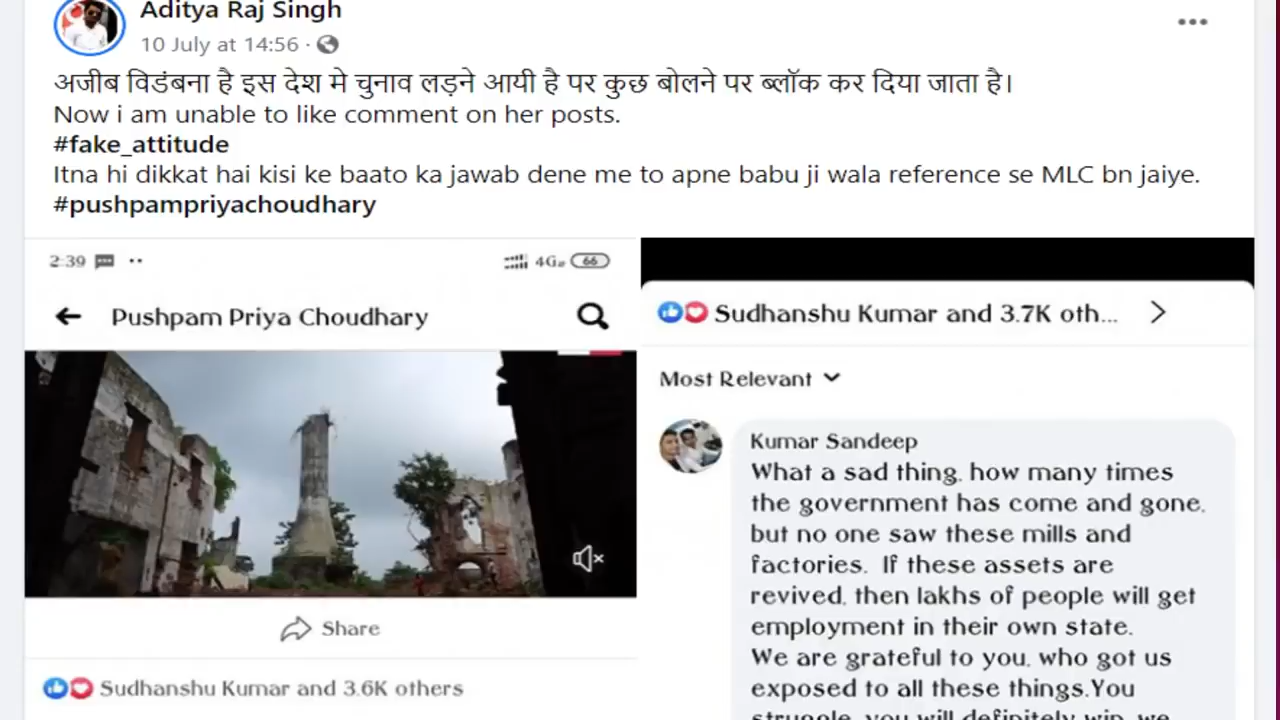 Aditya Raj Singh
10 July at 14:56 ·
अजीब विडंबना है इस देश मे चुनाव लड़ने आयी है पर कुछ बोलने पर ब्लॉक कर दिया जाता है।
Now i am unable to like comment on her posts.
#fake_attitude
Itna hi dikkat hai kisi ke baato ka jawab dene me to apne babu ji wala reference se MLC bn jaiye.
#pushpampriyachoudhary
2:39
4G 66
Pushpam Priya Choudhary
Share
Sudhanshu Kumar and 3.6K others
Sudhanshu Kumar and 3.7K oth...
Most Relevant
Kumar Sandeep
What a sad thing, how many times
the government has come and gone,
but no one saw these mills and
factories. If these assets are
revived, then lakhs of people will get
employment in their own state.
We are grateful to you, who got us
exposed to all these things.You
struggle, you will definitely win, we